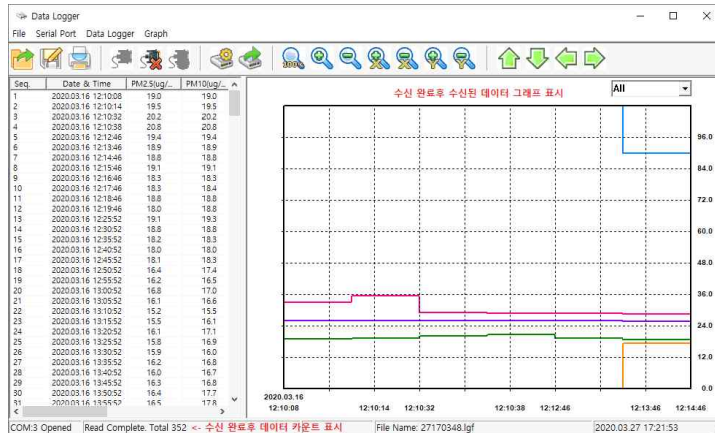 Data Logger
File Serial Port Data Logger Graph
100%
Seq. Date & Time PM2.5(ug/... PM10(ug/...
1 2020.03.16 12:10:08 19.0 19.0
2 2020.03.16 12:10:14 19.5 19.5
3 2020.03.16 12:10:32 20.2 20.2
4 2020.03.16 12:10:38 20.8 20.8
5 2020.03.16 12:12:46 19.4 19.4
6 2020.03.16 12:13:46 18.9 18.9
7 2020.03.16 12:14:46 18.8 18.8
8 2020.03.16 12:15:46 19.1 19.1
9 2020.03.16 12:16:46 18.3 18.3
10 2020.03.16 12:17:46 18.3 18.4
11 2020.03.16 12:18:46 18.8 18.8
12 2020.03.16 12:19:46 18.0 18.8
13 2020.03.16 12:25:52 19.1 19.3
14 2020.03.16 12:30:52 18.8 18.8
15 2020.03.16 12:35:52 18.2 18.3
16 2020.03.16 12:40:52 18.0 18.0
17 2020.03.16 12:45:52 18.1 18.3
18 2020.03.16 12:50:52 16.4 17.4
19 2020.03.16 12:55:52 16.2 16.5
20 2020.03.16 13:00:52 16.8 17.0
21 2020.03.16 13:05:52 16.1 16.6
22 2020.03.16 13:10:52 15.2 15.5
23 2020.03.16 13:15:52 15.5 16.1
24 2020.03.16 13:20:52 16.1 17.1
25 2020.03.16 13:25:52 15.8 16.9
26 2020.03.16 13:30:52 15.9 16.0
27 2020.03.16 13:35:52 16.2 16.8
28 2020.03.16 13:40:52 16.0 16.7
29 2020.03.16 13:45:52 16.3 16.8
30 2020.03.16 13:50:52 16.4 17.7
31 2020.03.16 13:55:52 16.5 17.8
수신 완료후 수신된 데이터 그래프 표시
All
96.0
84.0
72.0
60.0
48.0
36.0
24.0
12.0
0.0
2020.03.16
12:10:08 12:10:14 12:10:32 12:10:38 12:12:46 12:13:46 12:14:46
COM:3 Opened Read Complete. Total 352 <- 수신 완료후 데이터 카운트 표시 File Name: 27170348.lgf 2020.03.27 17:21:53